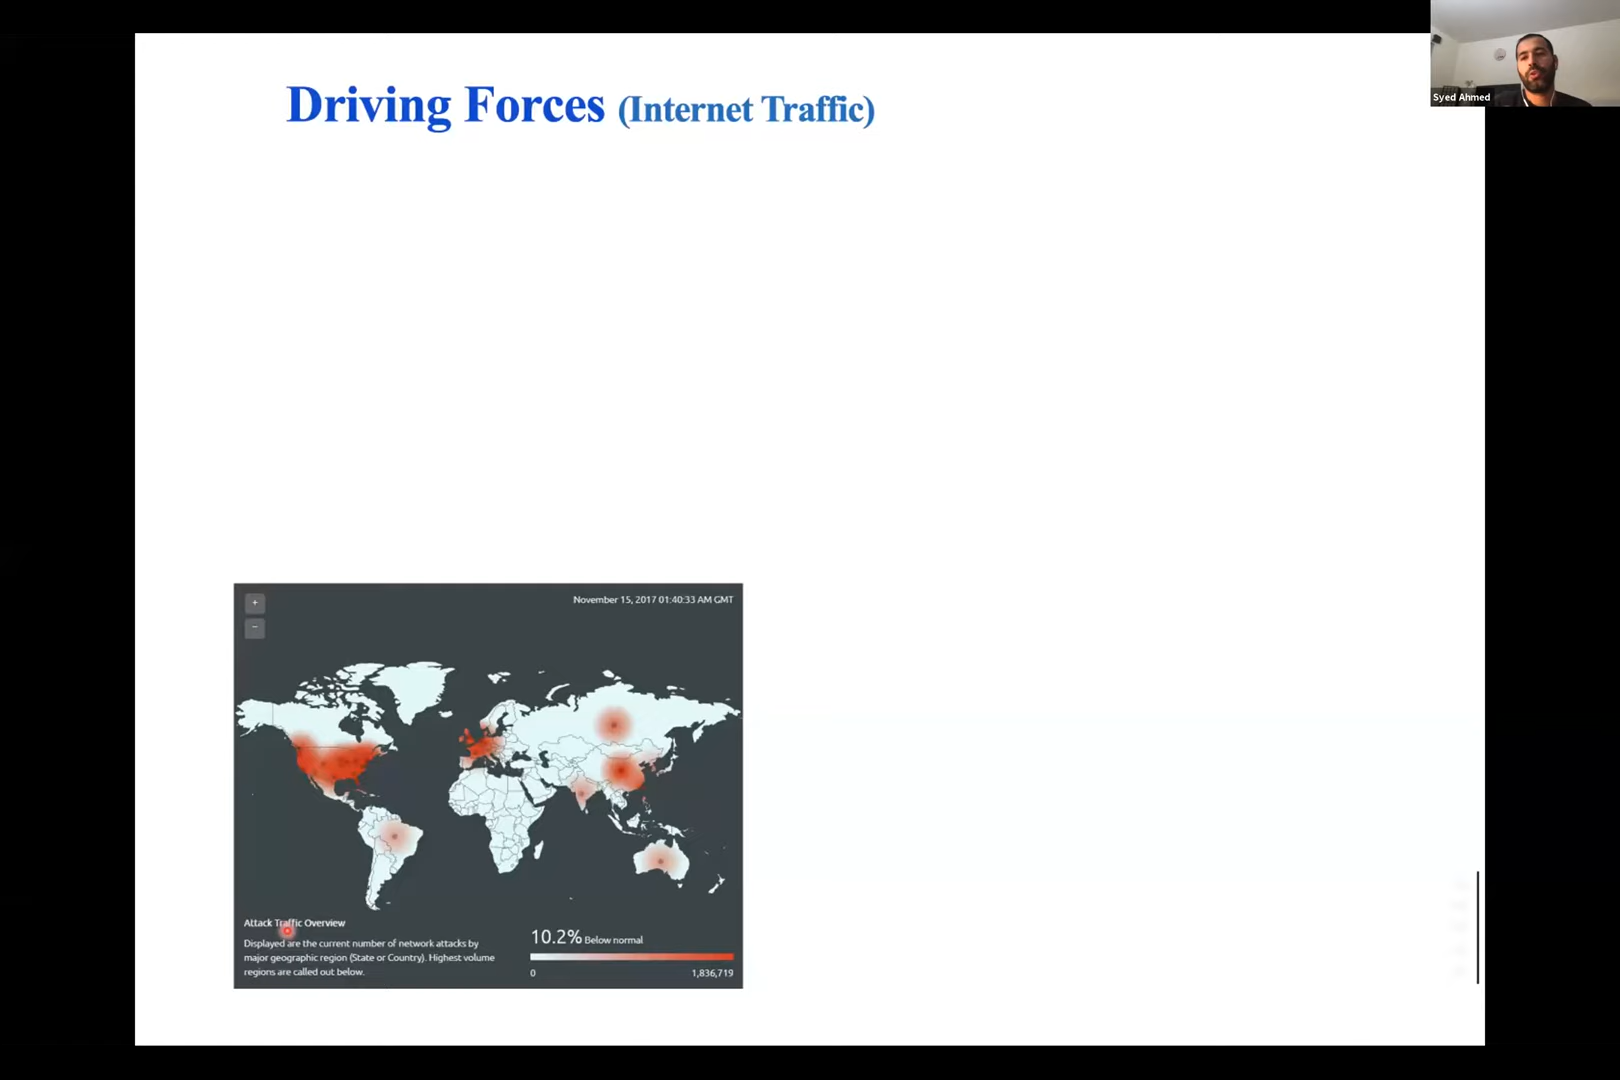 Driving Forces (Internet Traffic)
Syed Ahmed
+
November 15, 2017 01:40:33 AM GMT
−
Attack Traffic Overview
Displayed are the current number of network attacks by
major geographic region (State or Country). Highest volume
regions are called out below.
10.2% Below normal
0 1,836,719